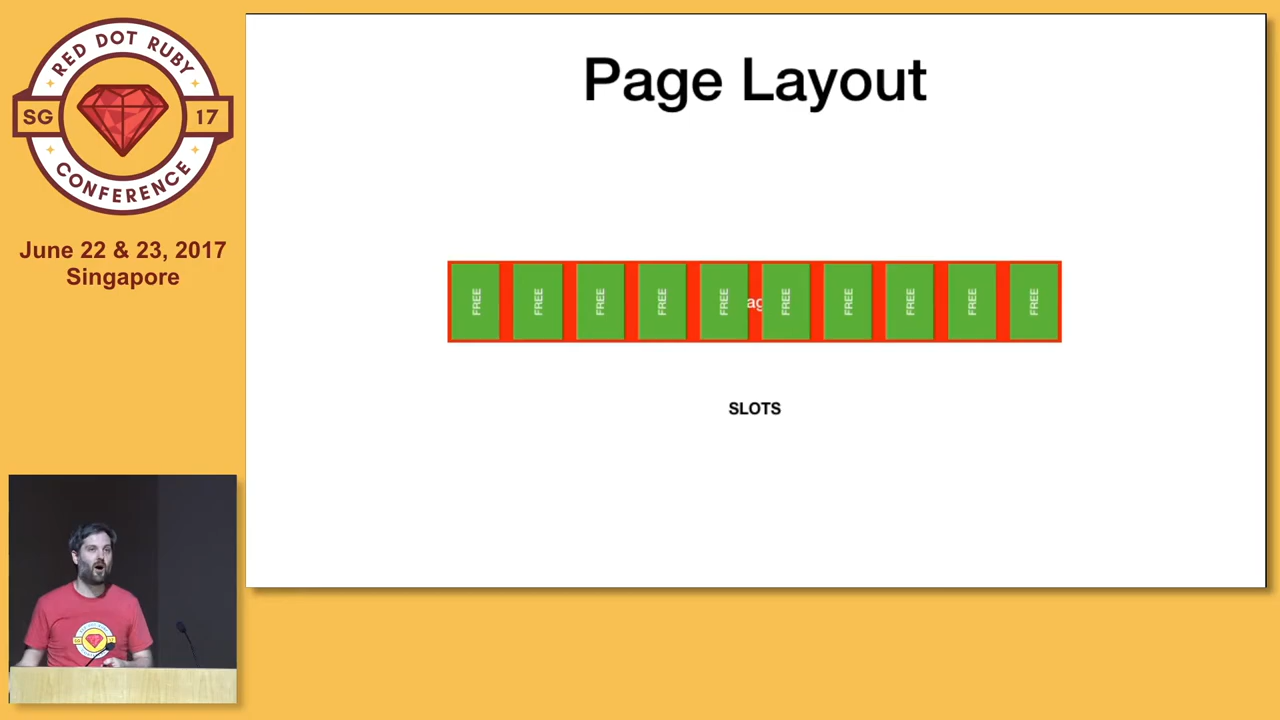 RED DOT RUBY
SG 17
CONFERENCE
June 22 & 23, 2017
Singapore
Page Layout
FREE FREE FREE FREE FREE FREE FREE FREE FREE FREE
SLOTS